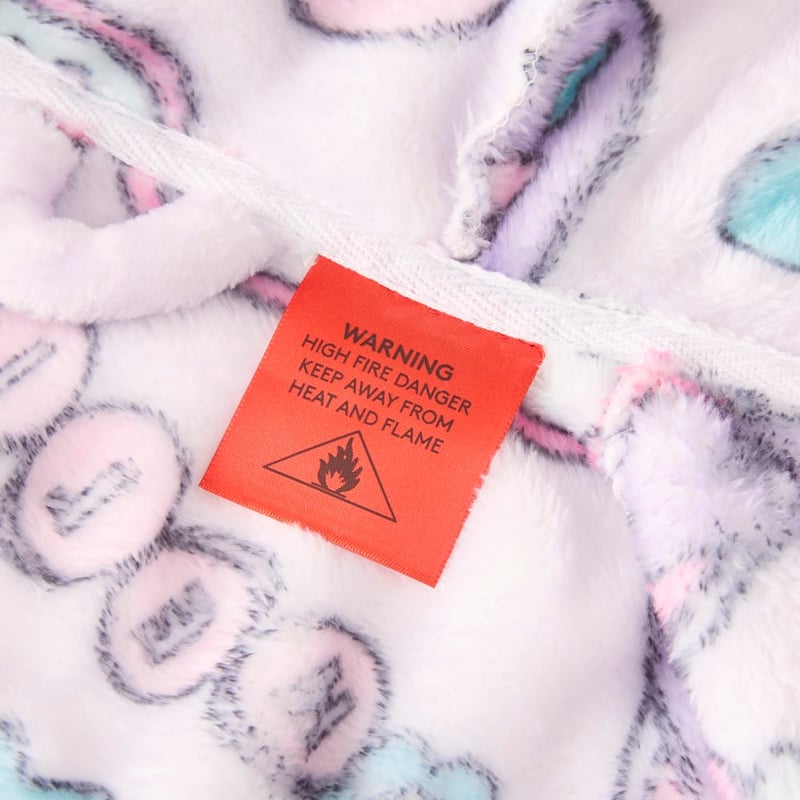 WARNING
HIGH FIRE DANGER
KEEP AWAY FROM
HEAT AND FLAME